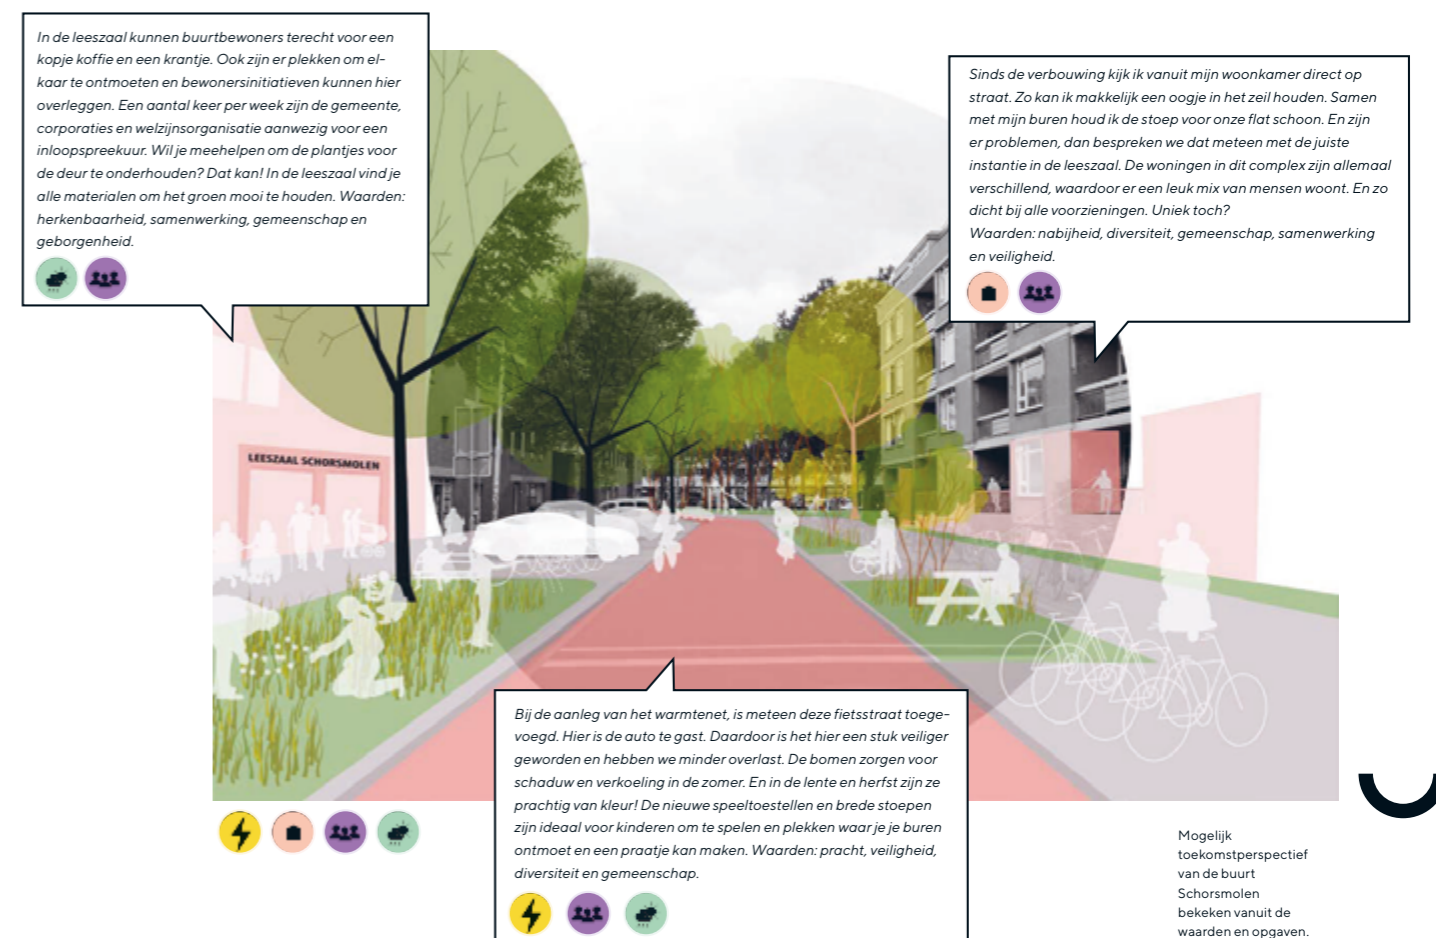 In de leeszaal kunnen buurtbewoners terecht voor een
kopje koffie en een krantje. Ook zijn er plekken om el-
kaar te ontmoeten en bewonersinitiatieven kunnen hier
overleggen. Een aantal keer per week zijn de gemeente,
corporaties en welzijnsorganisatie aanwezig voor een
inloopspreekuur. Wil je meehelpen om de plantjes voor
de deur te onderhouden? Dat kan! In de leeszaal vind je
alle materialen om het groen mooi te houden. Waarden:
herkenbaarheid, samenwerking, gemeenschap en
geborgenheid.
Sinds de verbouwing kijk ik vanuit mijn woonkamer direct op
straat. Zo kan ik makkelijk een oogje in het zeil houden. Samen
met mijn buren houd ik de stoep voor onze flat schoon. En zijn
er problemen, dan bespreken we dat meteen met de juiste
instantie in de leeszaal. De woningen in dit complex zijn allemaal
verschillend, waardoor er een leuk mix van mensen woont. En zo
dicht bij alle voorzieningen. Uniek toch?
Waarden: nabijheid, diversiteit, gemeenschap, samenwerking
en veiligheid.
LEESZAAL SCHORSMOLEN
Bij de aanleg van het warmtenet, is meteen deze fietsstraat toege-
voegd. Hier is de auto te gast. Daardoor is het hier een stuk veiliger
geworden en hebben we minder overlast. De bomen zorgen voor
schaduw en verkoeling in de zomer. En in de lente en herfst zijn ze
prachtig van kleur! De nieuwe speeltoestellen en brede stoepen
zijn ideaal voor kinderen om te spelen en plekken waar je je buren
ontmoet en een praatje kan maken. Waarden: pracht, veiligheid,
diversiteit en gemeenschap.
Mogelijk
toekomstperspectief
van de buurt
Schorsmolen
bekeken vanuit de
waarden en opgaven.